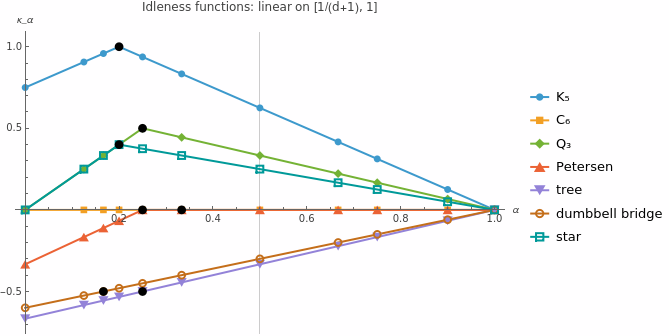 Idleness functions: linear on [1/(d+1), 1]
κ_α
1.0
0.5
-0.5
0.2
0.4
0.6
0.8
1.0
α
K₅
C₆
Q₃
Petersen
tree
dumbbell bridge
star